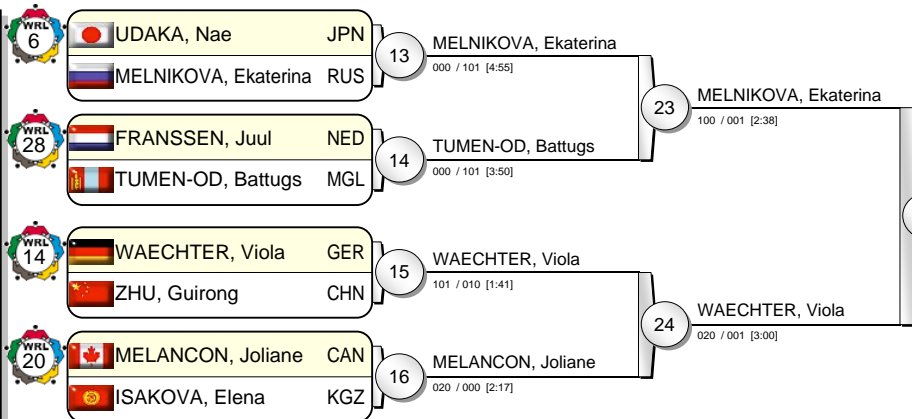 WRL
6
UDAKA, Nae JPN
MELNIKOVA, Ekaterina RUS
13
MELNIKOVA, Ekaterina
000 / 101 [4:55]
WRL
28
FRANSSEN, Juul NED
TUMEN-OD, Battugs MGL
14
TUMEN-OD, Battugs
000 / 101 [3:50]
23
MELNIKOVA, Ekaterina
100 / 001 [2:38]
WRL
14
WAECHTER, Viola GER
ZHU, Guirong CHN
15
WAECHTER, Viola
101 / 010 [1:41]
WRL
20
MELANCON, Joliane CAN
ISAKOVA, Elena KGZ
16
MELANCON, Joliane
020 / 000 [2:17]
24
WAECHTER, Viola
020 / 001 [3:00]